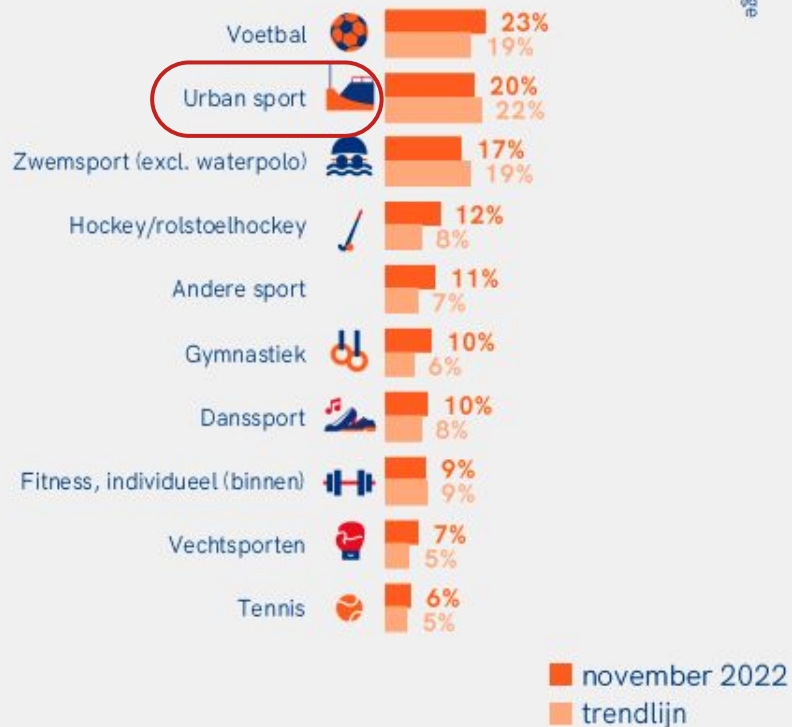 ge
Voetbal 23%
19%
Urban sport 20%
22%
Zwemsport (excl. waterpolo) 17%
19%
Hockey/rolstoelhockey 12%
8%
Andere sport 11%
7%
Gymnastiek 10%
6%
Danssport 10%
8%
Fitness, individueel (binnen) 9%
9%
Vechtsporten 7%
5%
Tennis 6%
5%
november 2022
trendlijn